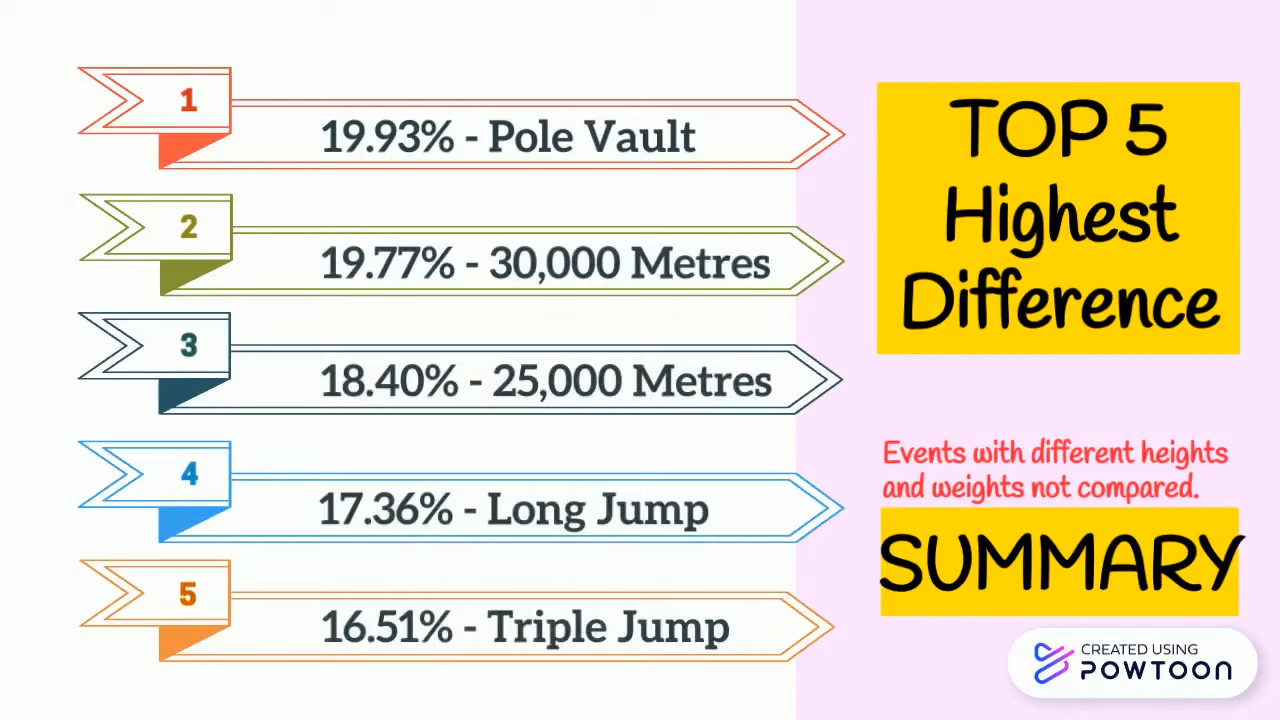 1
19.93% - Pole Vault
2
19.77% - 30,000 Metres
3
18.40% - 25,000 Metres
4
17.36% - Long Jump
5
16.51% - Triple Jump
TOP 5
Highest
Difference
Events with different heights
and weights not compared.
SUMMARY
CREATED USING
POWTOON